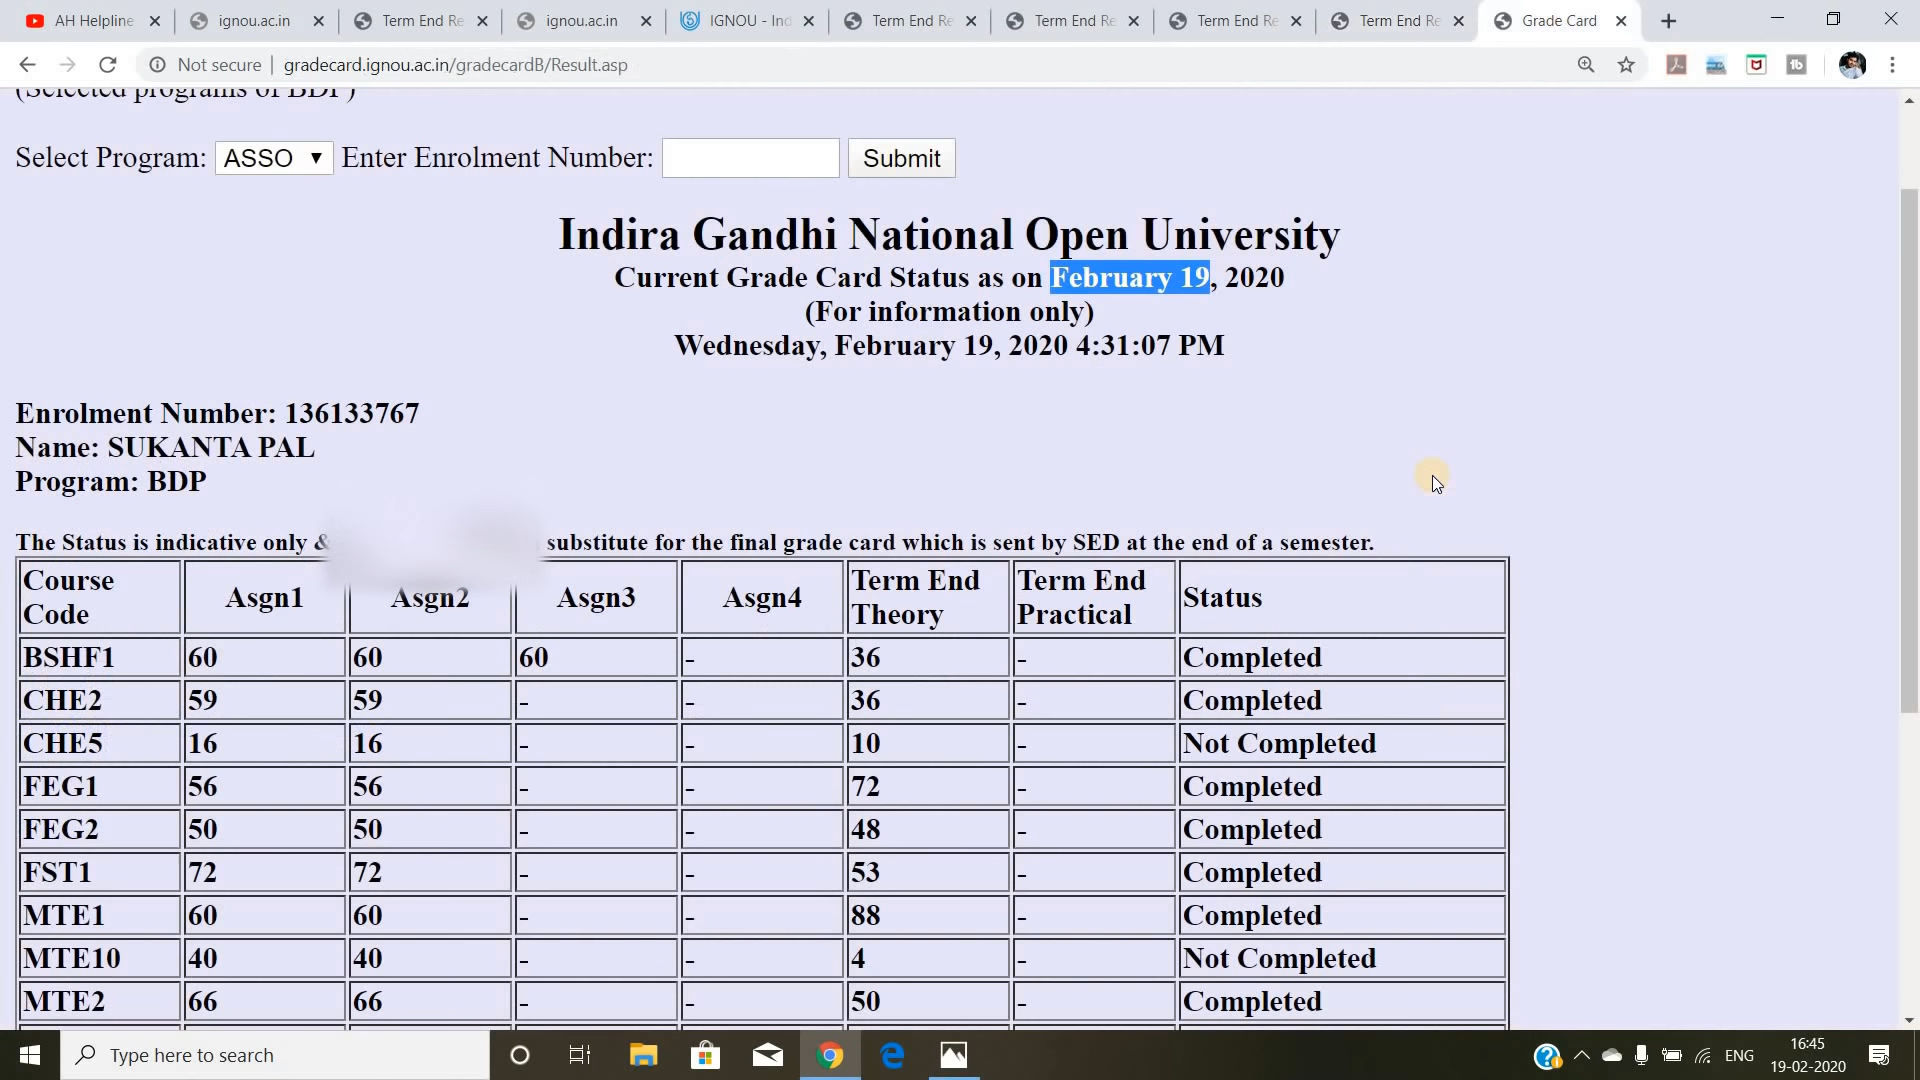 AH Helpline
ignou.ac.in
Term End Re
ignou.ac.in
IGNOU - Ind
Term End Re
Term End Re
Term End Re
Term End Re
Grade Card
Not secure | gradecard.ignou.ac.in/gradecardB/Result.asp
(Selected programs of BDP)
Select Program: ASSO Enter Enrolment Number: Submit
Indira Gandhi National Open University
Current Grade Card Status as on February 19, 2020
(For information only)
Wednesday, February 19, 2020 4:31:07 PM
Enrolment Number: 136133767
Name: SUKANTA PAL
Program: BDP
The Status is indicative only & substitute for the final grade card which is sent by SED at the end of a semester.
Course Code Asgn1 Asgn2 Asgn3 Asgn4 Term End Theory Term End Practical Status
BSHF1 60 60 60 - 36 - Completed
CHE2 59 59 - - 36 - Completed
CHE5 16 16 - - 10 - Not Completed
FEG1 56 56 - - 72 - Completed
FEG2 50 50 - - 48 - Completed
FST1 72 72 - - 53 - Completed
MTE1 60 60 - - 88 - Completed
MTE10 40 40 - - 4 - Not Completed
MTE2 66 66 - - 50 - Completed
Type here to search
ENG
16:45
19-02-2020